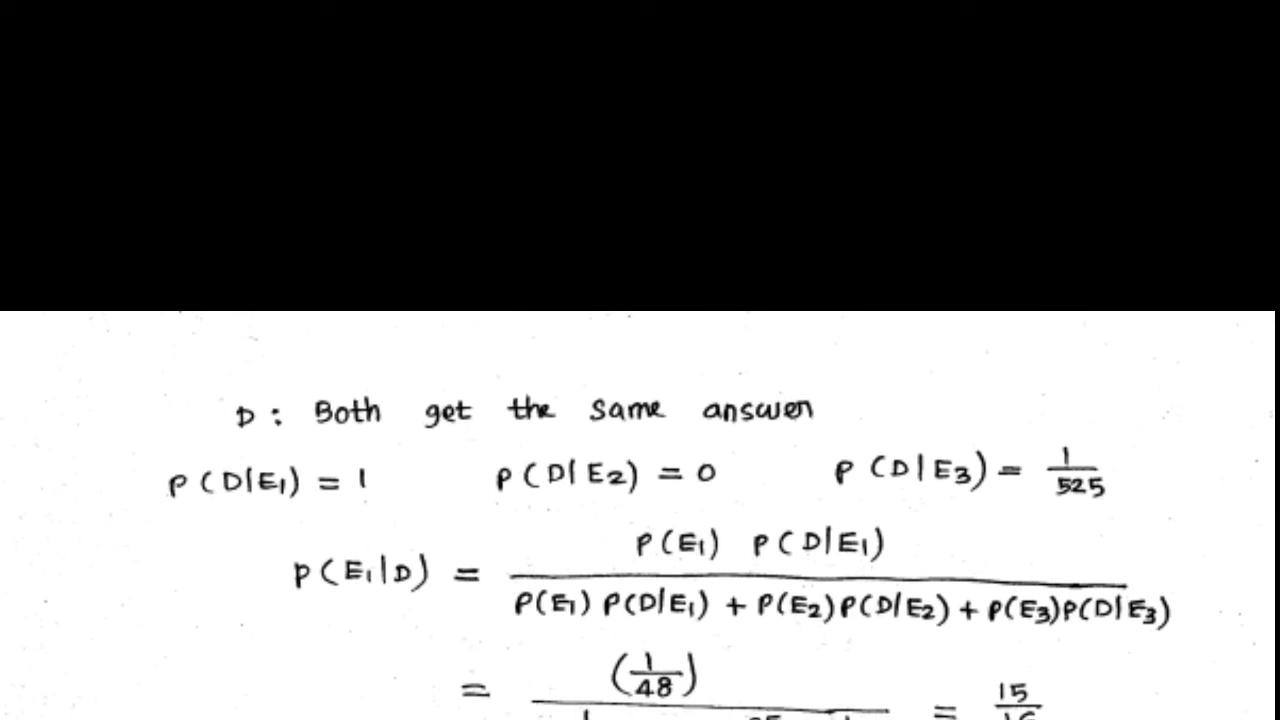 D : Both get the same answer
P(D|E1) = 1 P(D|E2) = 0 P(D|E3) = 1/525
P(E1) P(D|E1)
P(E1|D) =
P(E1) P(D|E1) + P(E2)P(D|E2) + P(E3)P(D|E3)
= (1/48) = 15